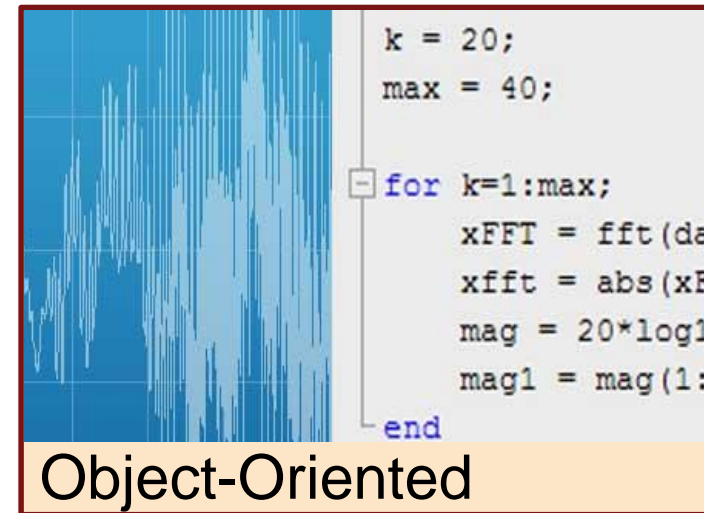 k = 20;
max = 40;
for k=1:max;
xFFT = fft(da
xfft = abs(xF
mag = 20*log1
mag1 = mag(1:
end
Object-Oriented